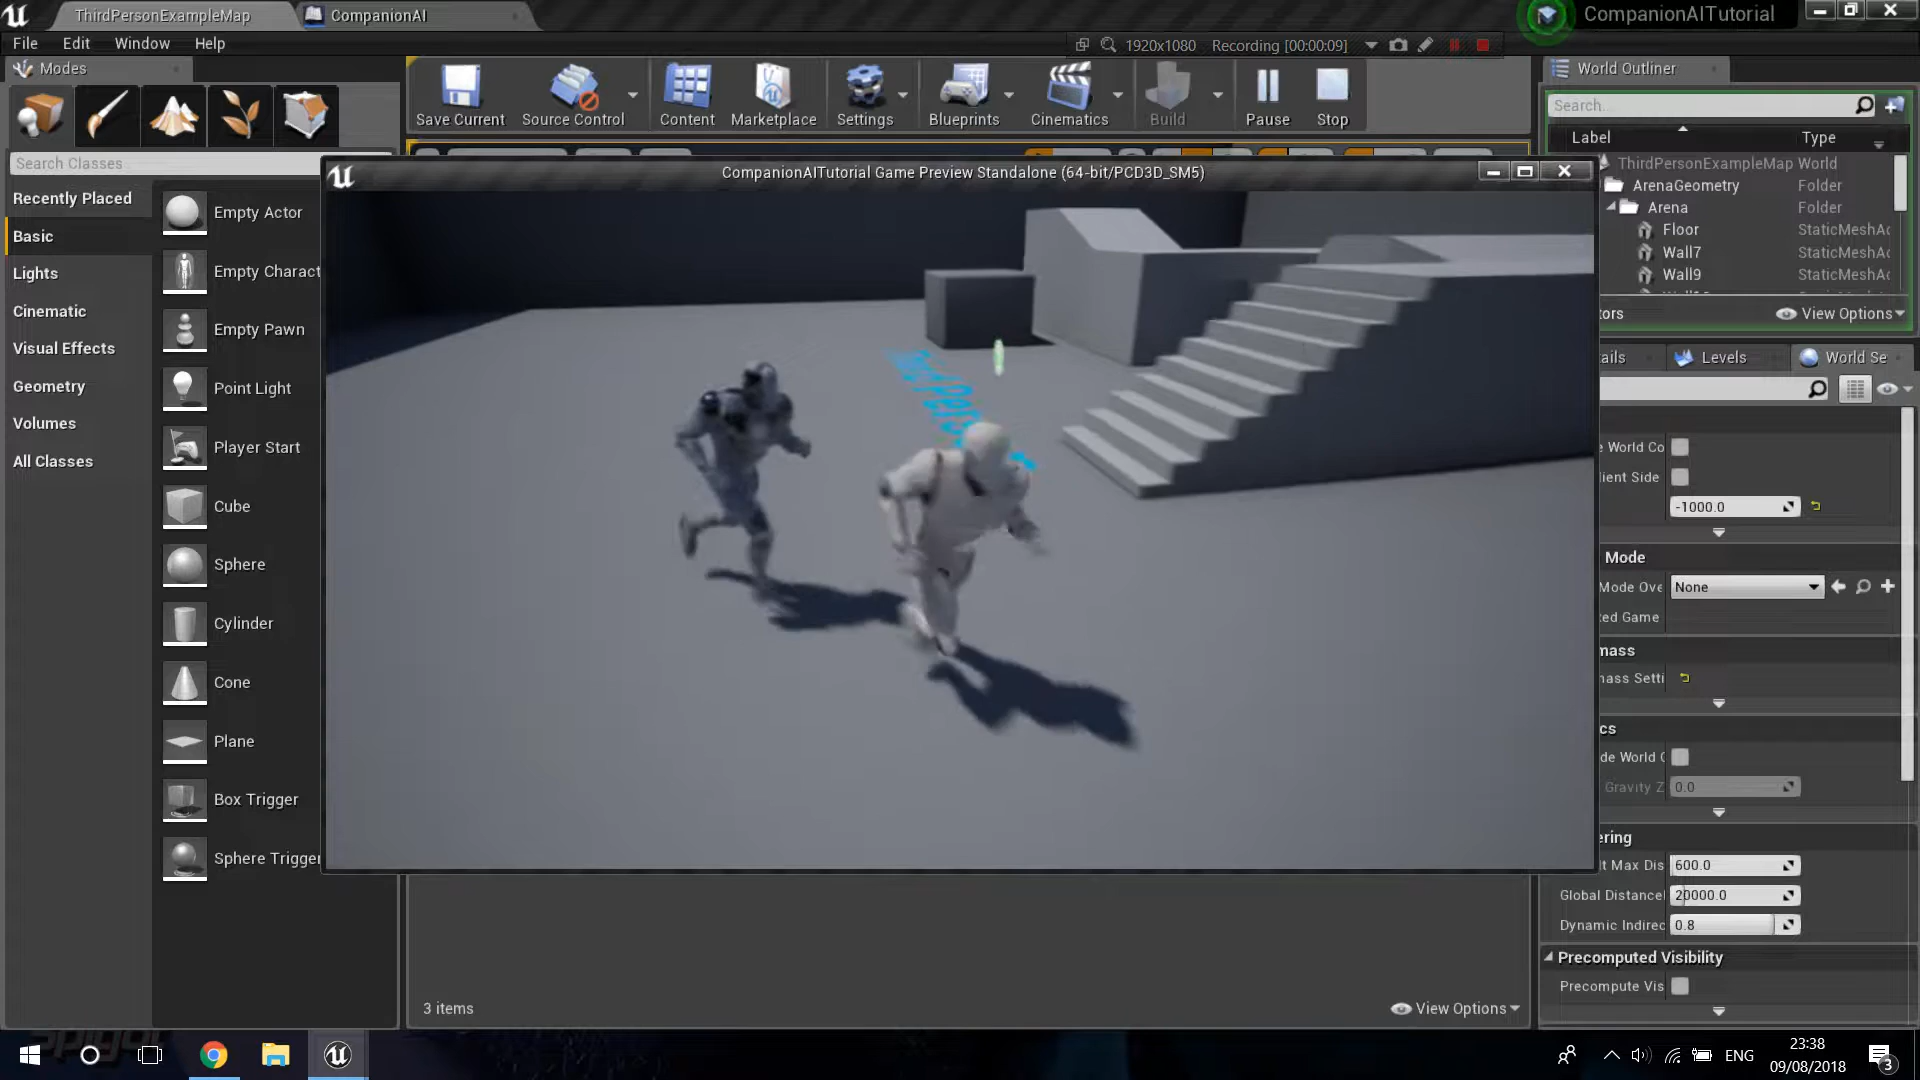 ThirdPersonExampleMap
CompanionAI
CompanionAITutorial
File Edit Window Help
1920x1080 Recording [00:00:09]
Modes
Save Current
Source Control
Content
Marketplace
Settings
Blueprints
Cinematics
Build
Pause
Stop
World Outliner
Search...
Label Type
ThirdPersonExampleMap World
ArenaGeometry Folder
Arena Folder
Floor StaticMeshAc
Wall7 StaticMeshAc
Wall9 StaticMeshAc
tors View Options
Search Classes
Recently Placed
Basic
Lights
Cinematic
Visual Effects
Geometry
Volumes
All Classes
Empty Actor
Empty Charact
Empty Pawn
Point Light
Player Start
Cube
Sphere
Cylinder
Cone
Plane
Box Trigger
Sphere Trigger
CompanionAITutorial Game Preview Standalone (64-bit/PCD3D_SM5)
tails Levels World Se
e World Co
lient Side
-1000.0
Mode
Mode Ove None
ted Game
mass
nass Setti
cs
de World C
Gravity Z 0.0
ering
lt Max Dis 600.0
Global Distancel 20000.0
Dynamic Indirec 0.8
Precomputed Visibility
Precompute Vis
3 items
View Options
ENG
23:38
09/08/2018
3